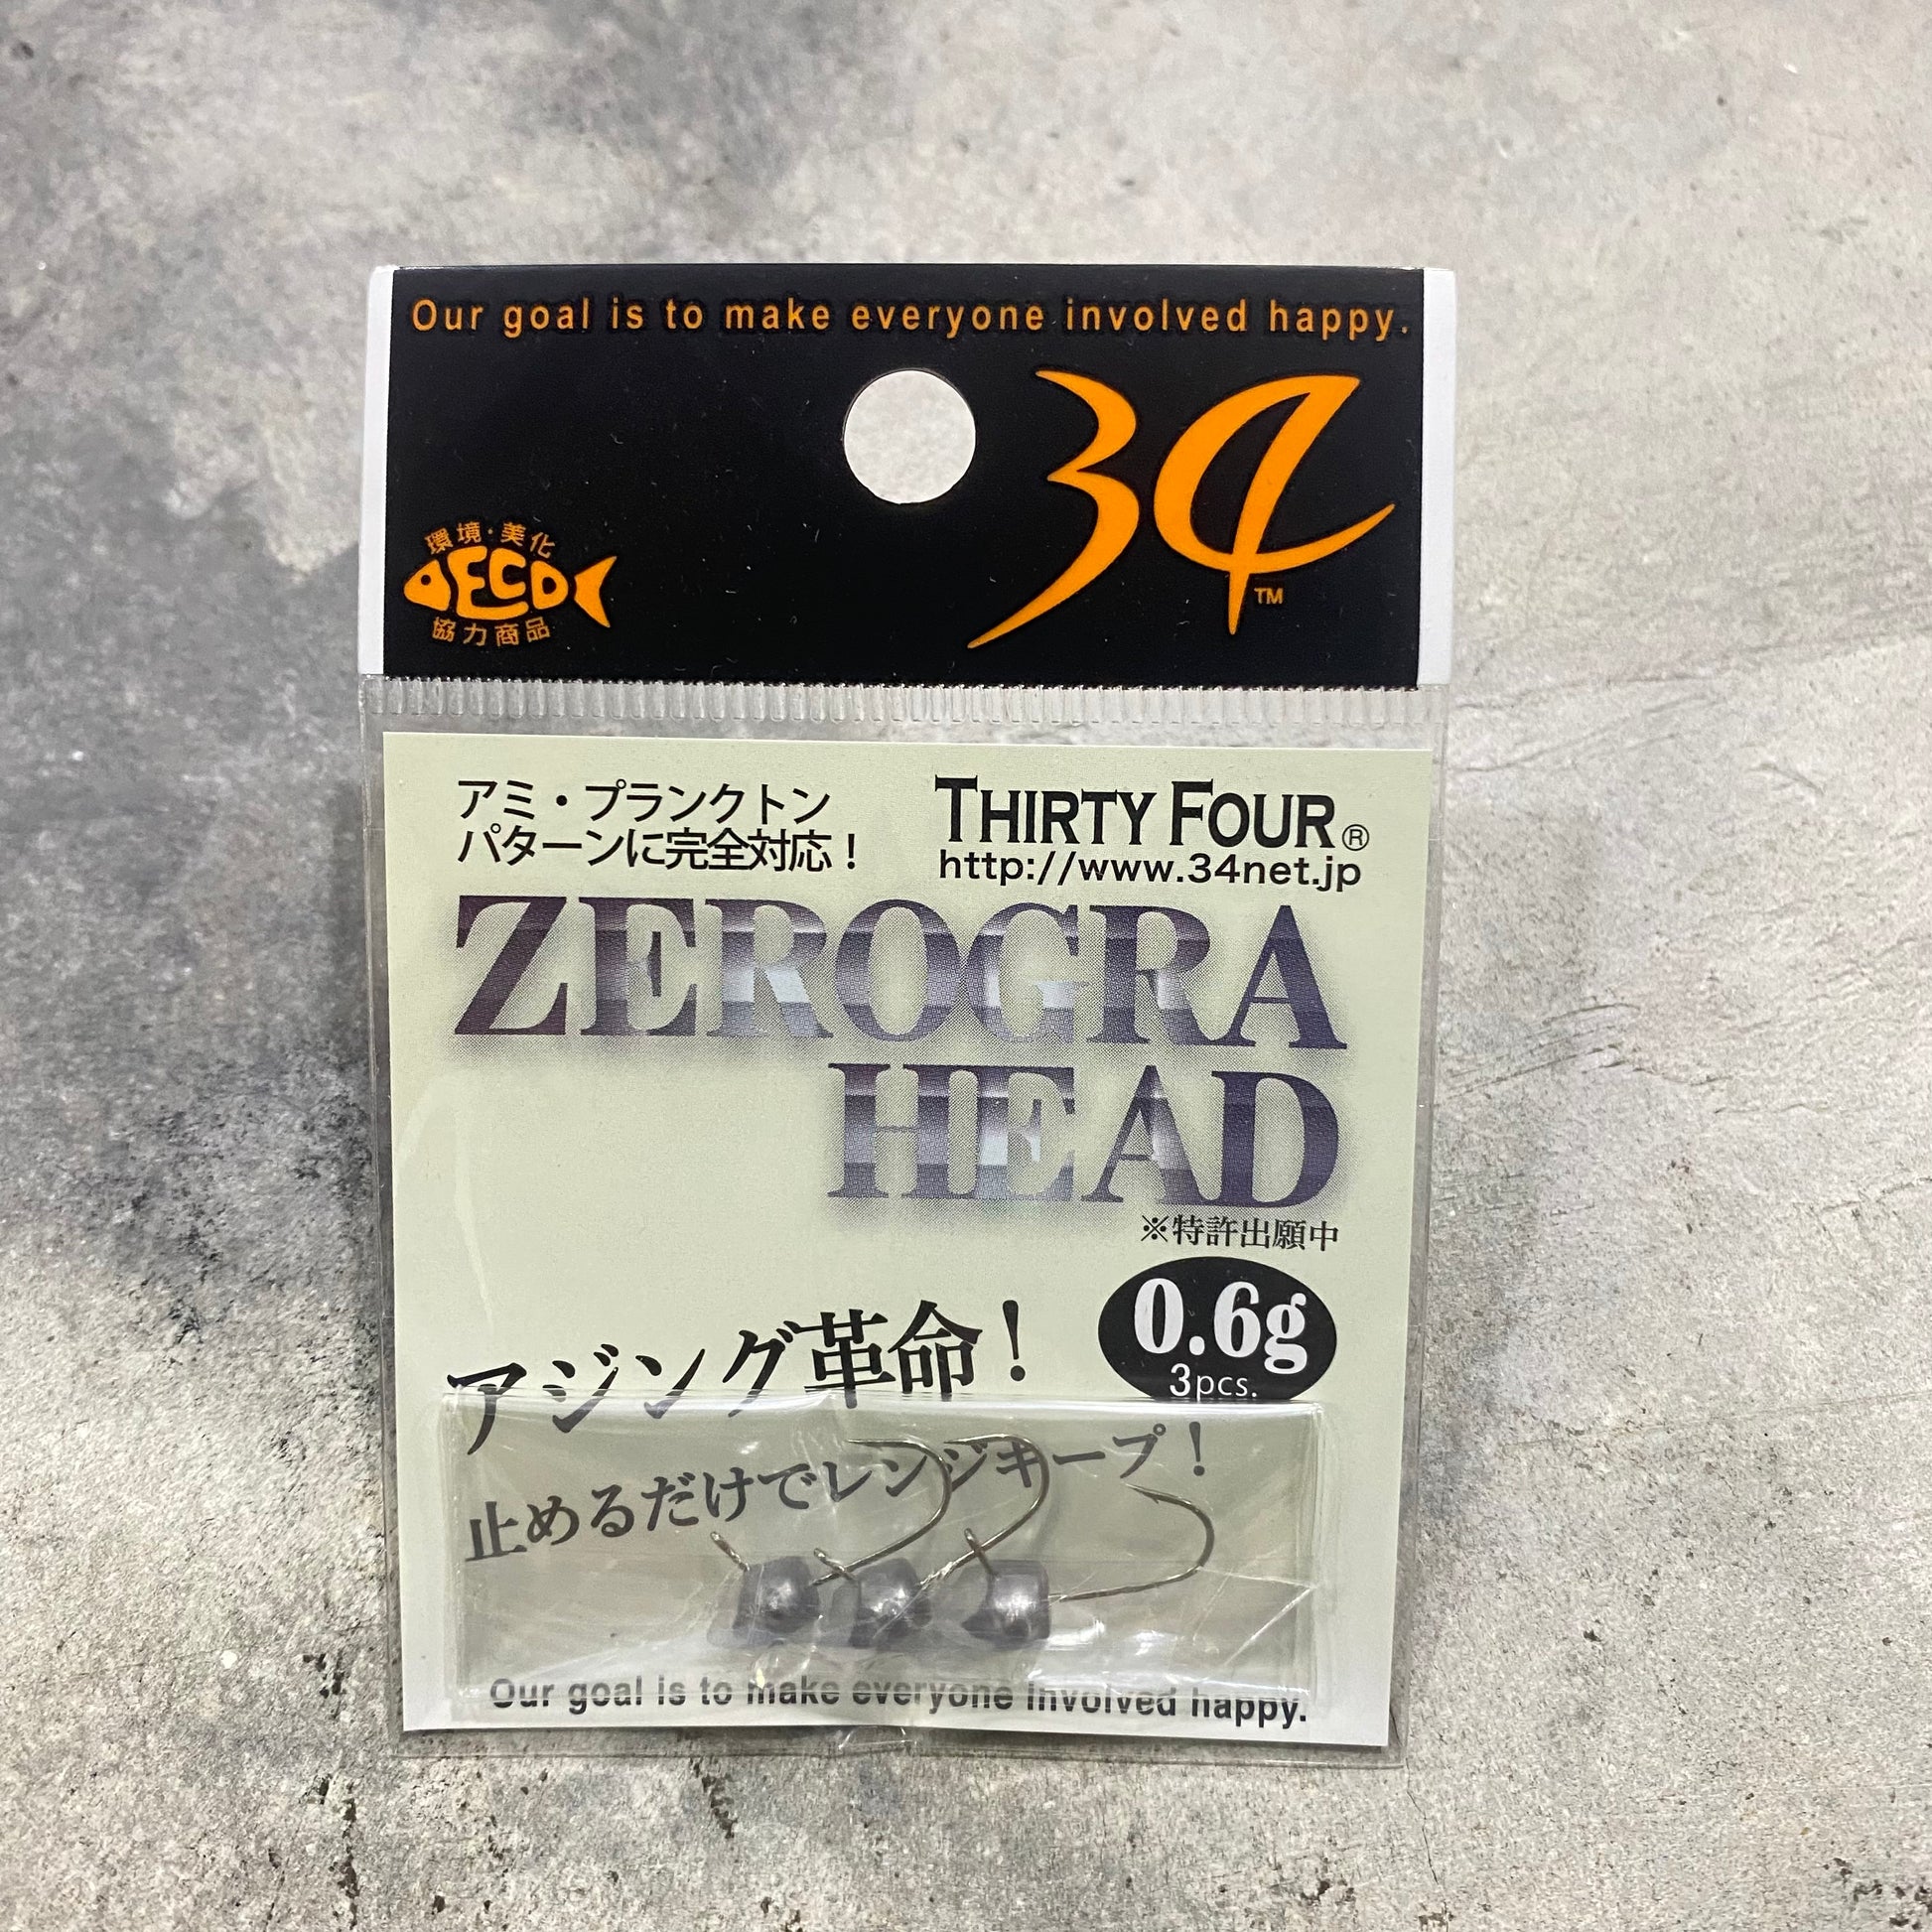 Our goal is to make everyone involved happy.
34™
環境・美化
ECO
協力商品
アミ・プランクトン
パターンに完全対応！
THIRTY FOUR®
http://www.34net.jp
ZEROGRA
HEAD
※特許出願中
0.6g
3pcs.
アジング革命！
止めるだけでレンジキープ！
Our goal is to make everyone involved happy.